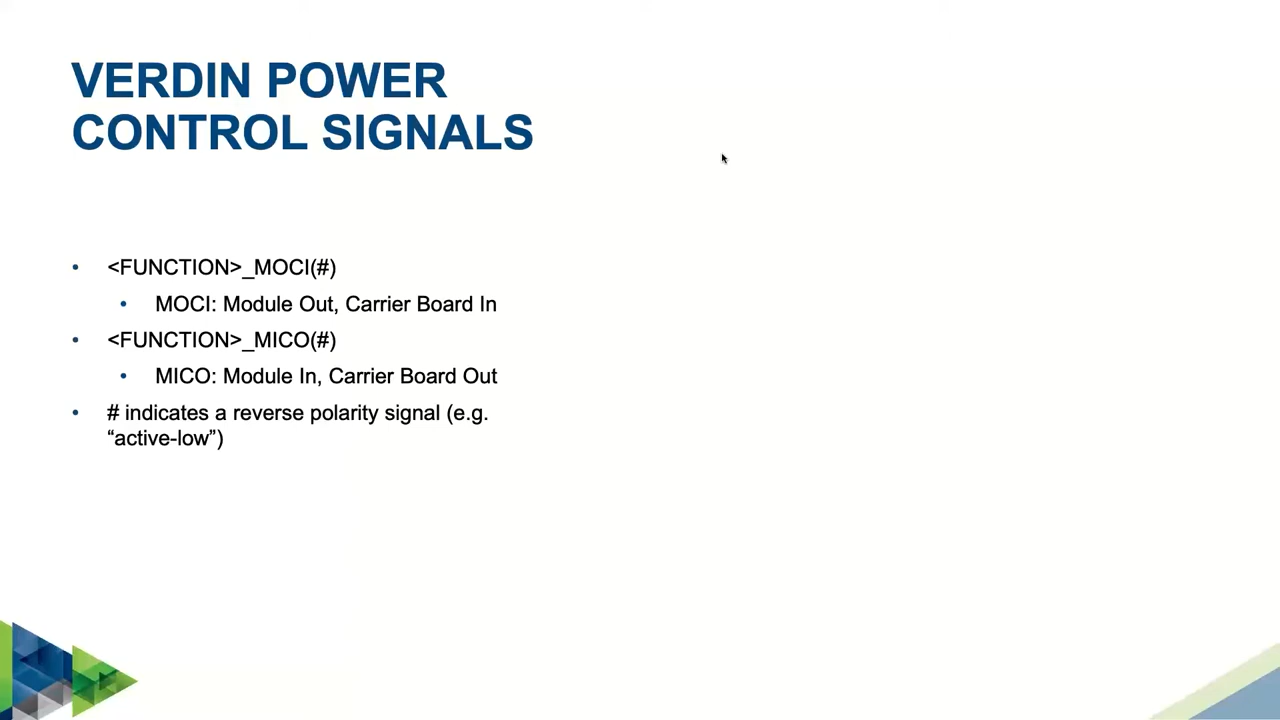 VERDIN POWER
CONTROL SIGNALS
• <FUNCTION>_MOCI(#)
• MOCI: Module Out, Carrier Board In
• <FUNCTION>_MICO(#)
• MICO: Module In, Carrier Board Out
• # indicates a reverse polarity signal (e.g.
“active-low”)